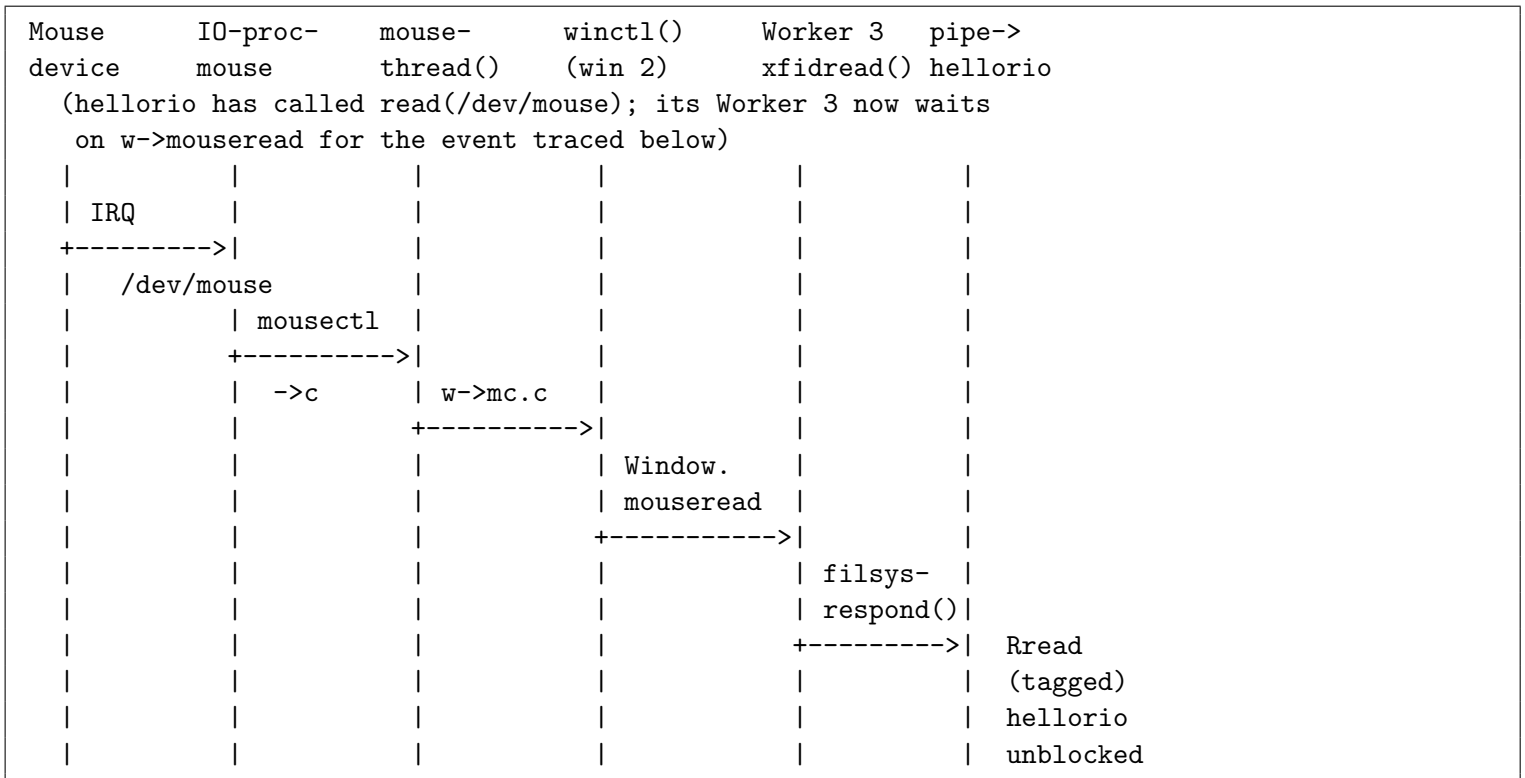 Mouse      IO-proc-   mouse-     winctl()   Worker 3   pipe->
device     mouse      thread()   (win 2)    xfidread() hellorio
  (hellorio has called read(/dev/mouse); its Worker 3 now waits
   on w->mouseread for the event traced below)
  |         |          |          |           |         |
  | IRQ     |          |          |           |         |
  +-------->|          |          |           |         |
  |   /dev/mouse       |          |           |         |
  |         | mousectl |          |           |         |
  |         +--------->|          |           |         |
  |         |  ->c     | w->mc.c  |           |         |
  |         |          +--------->|           |         |
  |         |          |          | Window.   |         |
  |         |          |          | mouseread |         |
  |         |          |          +---------->|         |
  |         |          |          |           | filsys- |
  |         |          |          |           | respond()|
  |         |          |          |           +-------->|  Rread
  |         |          |          |           |         |  (tagged)
  |         |          |          |           |         |  hellorio
  |         |          |          |           |         |  unblocked